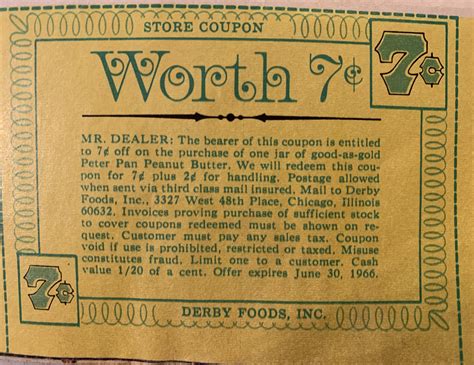 STORE COUPON
Worth 7¢
7¢
MR. DEALER: The bearer of this coupon is entitled
to 7¢ off on the purchase of one jar of good-as-gold
Peter Pan Peanut Butter. We will redeem this cou-
pon for 7¢ plus 2¢ for handling. Postage allowed
when sent via third class mail insured. Mail to Derby
Foods, Inc., 3327 West 48th Place, Chicago, Illinois
60632. Invoices proving purchase of sufficient stock
to cover coupons redeemed must be shown on re-
quest. Customer must pay any sales tax. Coupon
void if use is prohibited, restricted or taxed. Misuse
constitutes fraud. Limit one to a customer. Cash
value 1/20 of a cent. Offer expires June 30, 1966.
7¢
DERBY FOODS, INC.